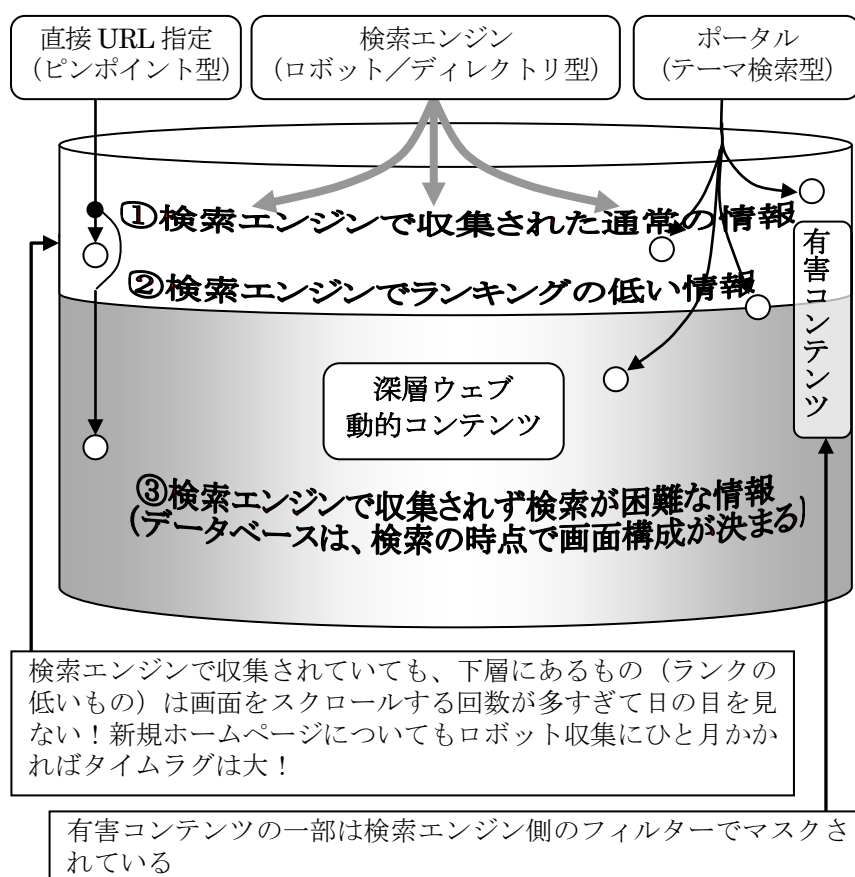 直接 URL 指定
（ピンポイント型）
検索エンジン
（ロボット／ディレクトリ型）
ポータル
（テーマ検索型）
①検索エンジンで収集された通常の情報
②検索エンジンでランキングの低い情報
有害コンテンツ
深層ウェブ
動的コンテンツ
③検索エンジンで収集されず検索が困難な情報
（データベースは、検索の時点で画面構成が決まる）
検索エンジンで収集されていても、下層にあるもの（ランクの
低いもの）は画面をスクロールする回数が多すぎて日の目を見
ない！新規ホームページについてもロボット収集にひと月かか
ればタイムラグは大！
有害コンテンツの一部は検索エンジン側のフィルターでマスクさ
れている